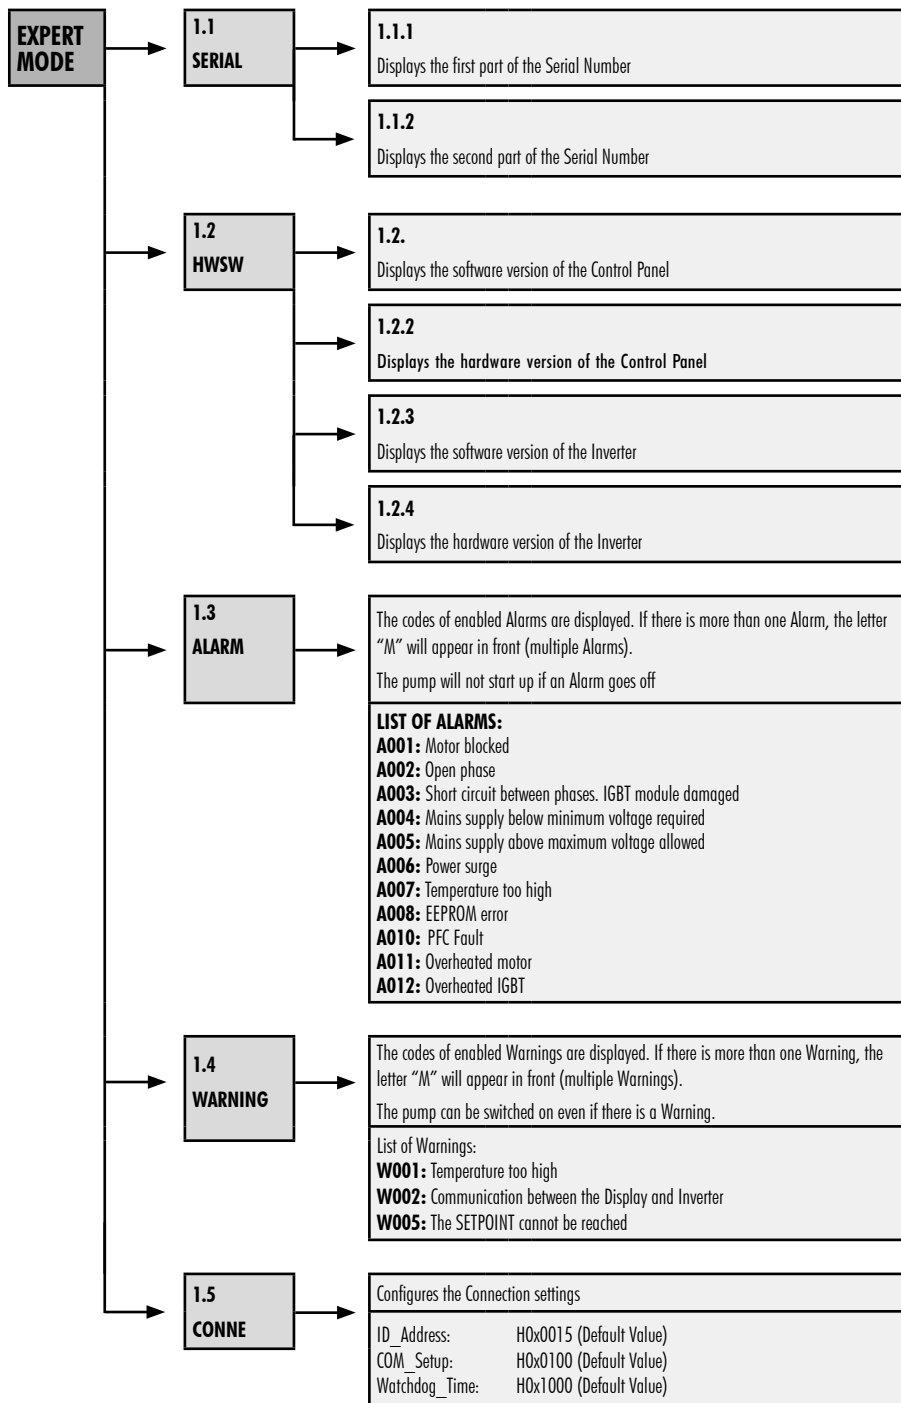 EXPERT
MODE
1.1
SERIAL
1.1.1
Displays the first part of the Serial Number
1.1.2
Displays the second part of the Serial Number
1.2
HWSW
1.2.
Displays the software version of the Control Panel
1.2.2
Displays the hardware version of the Control Panel
1.2.3
Displays the software version of the Inverter
1.2.4
Displays the hardware version of the Inverter
1.3
ALARM
The codes of enabled Alarms are displayed. If there is more than one Alarm, the letter
“M” will appear in front (multiple Alarms).
The pump will not start up if an Alarm goes off
LIST OF ALARMS:
A001: Motor blocked
A002: Open phase
A003: Short circuit between phases. IGBT module damaged
A004: Mains supply below minimum voltage required
A005: Mains supply above maximum voltage allowed
A006: Power surge
A007: Temperature too high
A008: EEPROM error
A010: PFC Fault
A011: Overheated motor
A012: Overheated IGBT
1.4
WARNING
The codes of enabled Warnings are displayed. If there is more than one Warning, the
letter “M” will appear in front (multiple Warnings).
The pump can be switched on even if there is a Warning.
List of Warnings:
W001: Temperature too high
W002: Communication between the Display and Inverter
W005: The SETPOINT cannot be reached
1.5
CONNE
Configures the Connection settings
ID_Address: H0x0015 (Default Value)
COM_Setup: H0x0100 (Default Value)
Watchdog_Time: H0x1000 (Default Value)